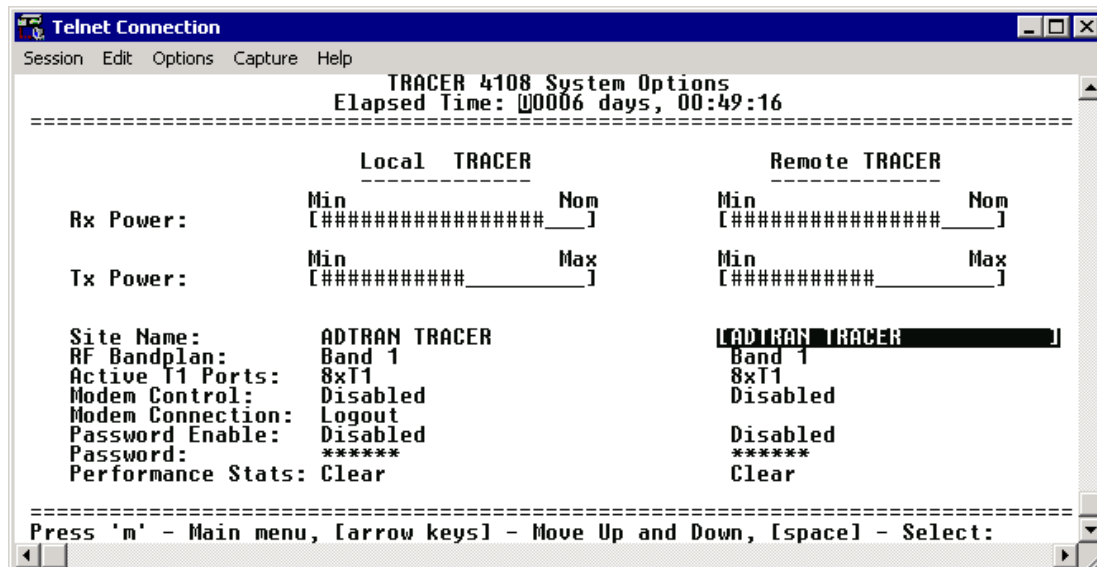 Telnet Connection
Session Edit Options Capture Help
TRACER 4108 System Options
Elapsed Time: 00006 days, 00:49:16
================================================================================
Local TRACER Remote TRACER
------------- -------------
Min Nom Min Nom
Rx Power: [#################___] [################____]
Min Max Min Max
Tx Power: [###########_________] [###########_________]
Site Name: ADTRAN TRACER [ADTRAN TRACER ]
RF Bandplan: Band 1 Band 1
Active T1 Ports: 8xT1 8xT1
Modem Control: Disabled Disabled
Modem Connection: Logout
Password Enable: Disabled Disabled
Password: ****** ******
Performance Stats: Clear Clear
================================================================================
Press 'm' - Main menu, [arrow keys] - Move Up and Down, [space] - Select: